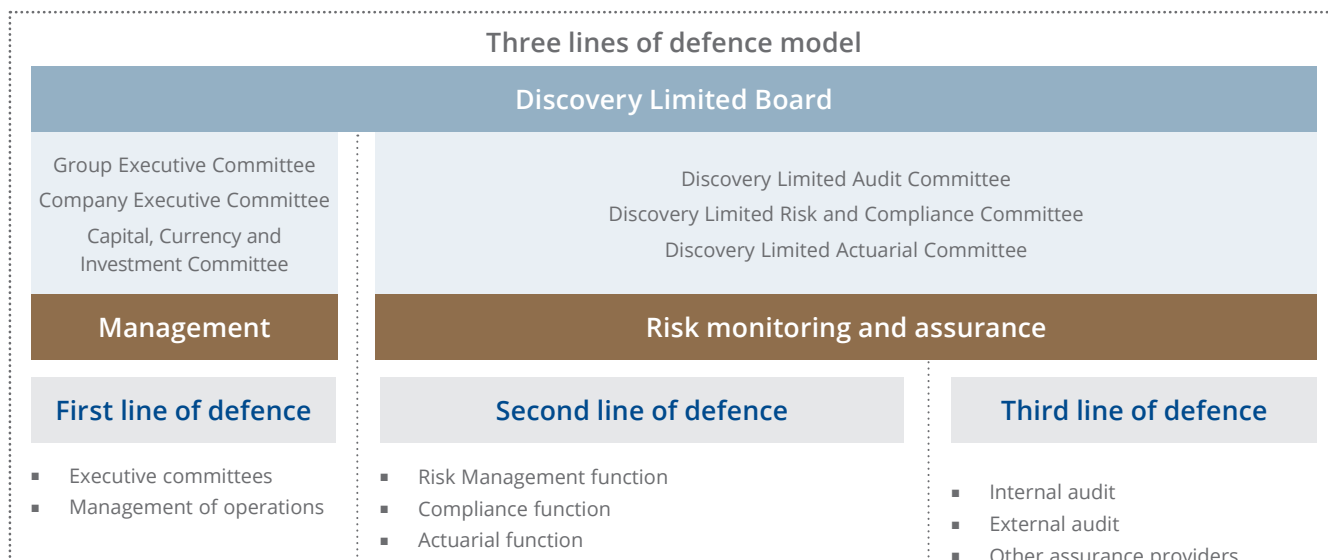 Three lines of defence model
Discovery Limited Board
Group Executive Committee
Company Executive Committee
Capital, Currency and
Investment Committee
Discovery Limited Audit Committee
Discovery Limited Risk and Compliance Committee
Discovery Limited Actuarial Committee
Management
Risk monitoring and assurance
First line of defence
▪ Executive committees
▪ Management of operations
Second line of defence
▪ Risk Management function
▪ Compliance function
▪ Actuarial function
Third line of defence
▪ Internal audit
▪ External audit
▪ Other assurance providers